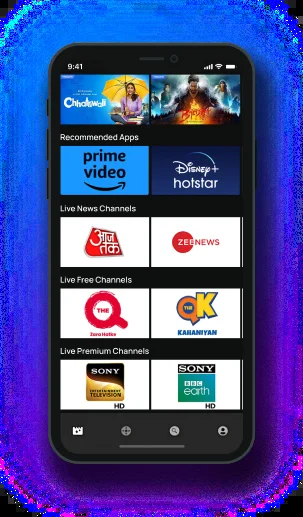 9:41
Chhatriwali
Recommended Apps
prime
video
Disney+
hotstar
Live News Channels
आज
तक
ZEE NEWS
Live Free Channels
THE
Q
Zara Hatke
THE
QK
KAHANIYAN
Live Premium Channels
SONY
ENTERTAINMENT
TELEVISION
HD
SONY
BBC
earth
HD